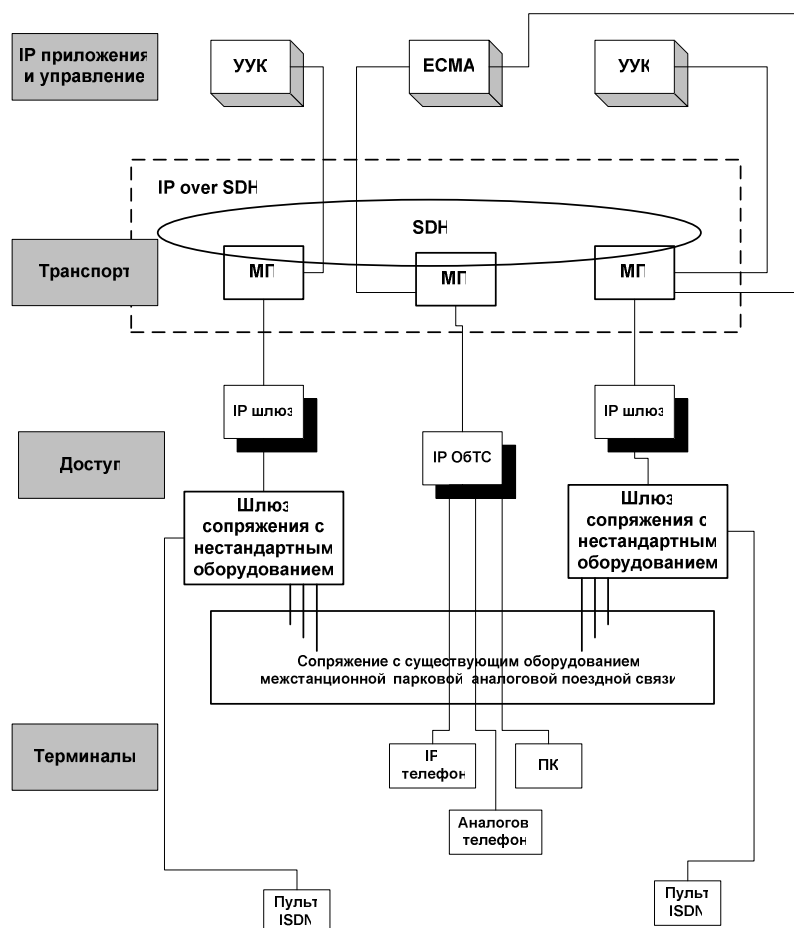 IP приложения
и управление
УУК
ЕСМА
УУК
IP over SDH
SDH
Транспорт
МП
МП
МП
IP шлюз
IP шлюз
Доступ
IP ОбТС
Шлюз
сопряжения с
нестандартным
оборудованием
Шлюз
сопряжения с
нестандартным
оборудованием
Сопряжение с существующим оборудованием
межстанционной парковой аналоговой поездной связи
Терминалы
IP
телефон
ПК
Аналогов
телефон
Пульт
ISDN
Пульт
ISDN